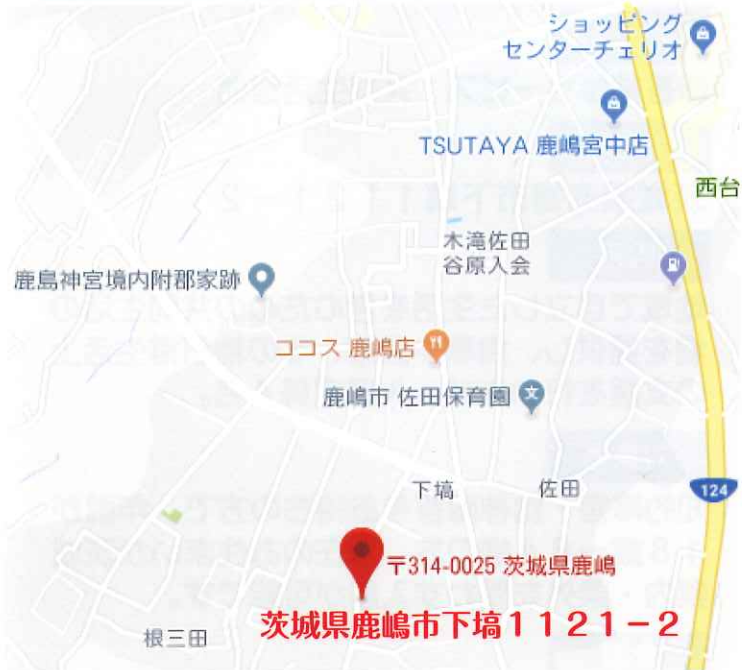 ショッピング
センターチェリオ
TSUTAYA 鹿嶋宮中店
西台
木滝佐田
谷原入会
鹿島神宮境内附郡家跡
ココス 鹿嶋店
鹿嶋市 佐田保育園
文
下塙
佐田
124
〒314-0025 茨城県鹿嶋
茨城県鹿嶋市下塙1121-2
根三田